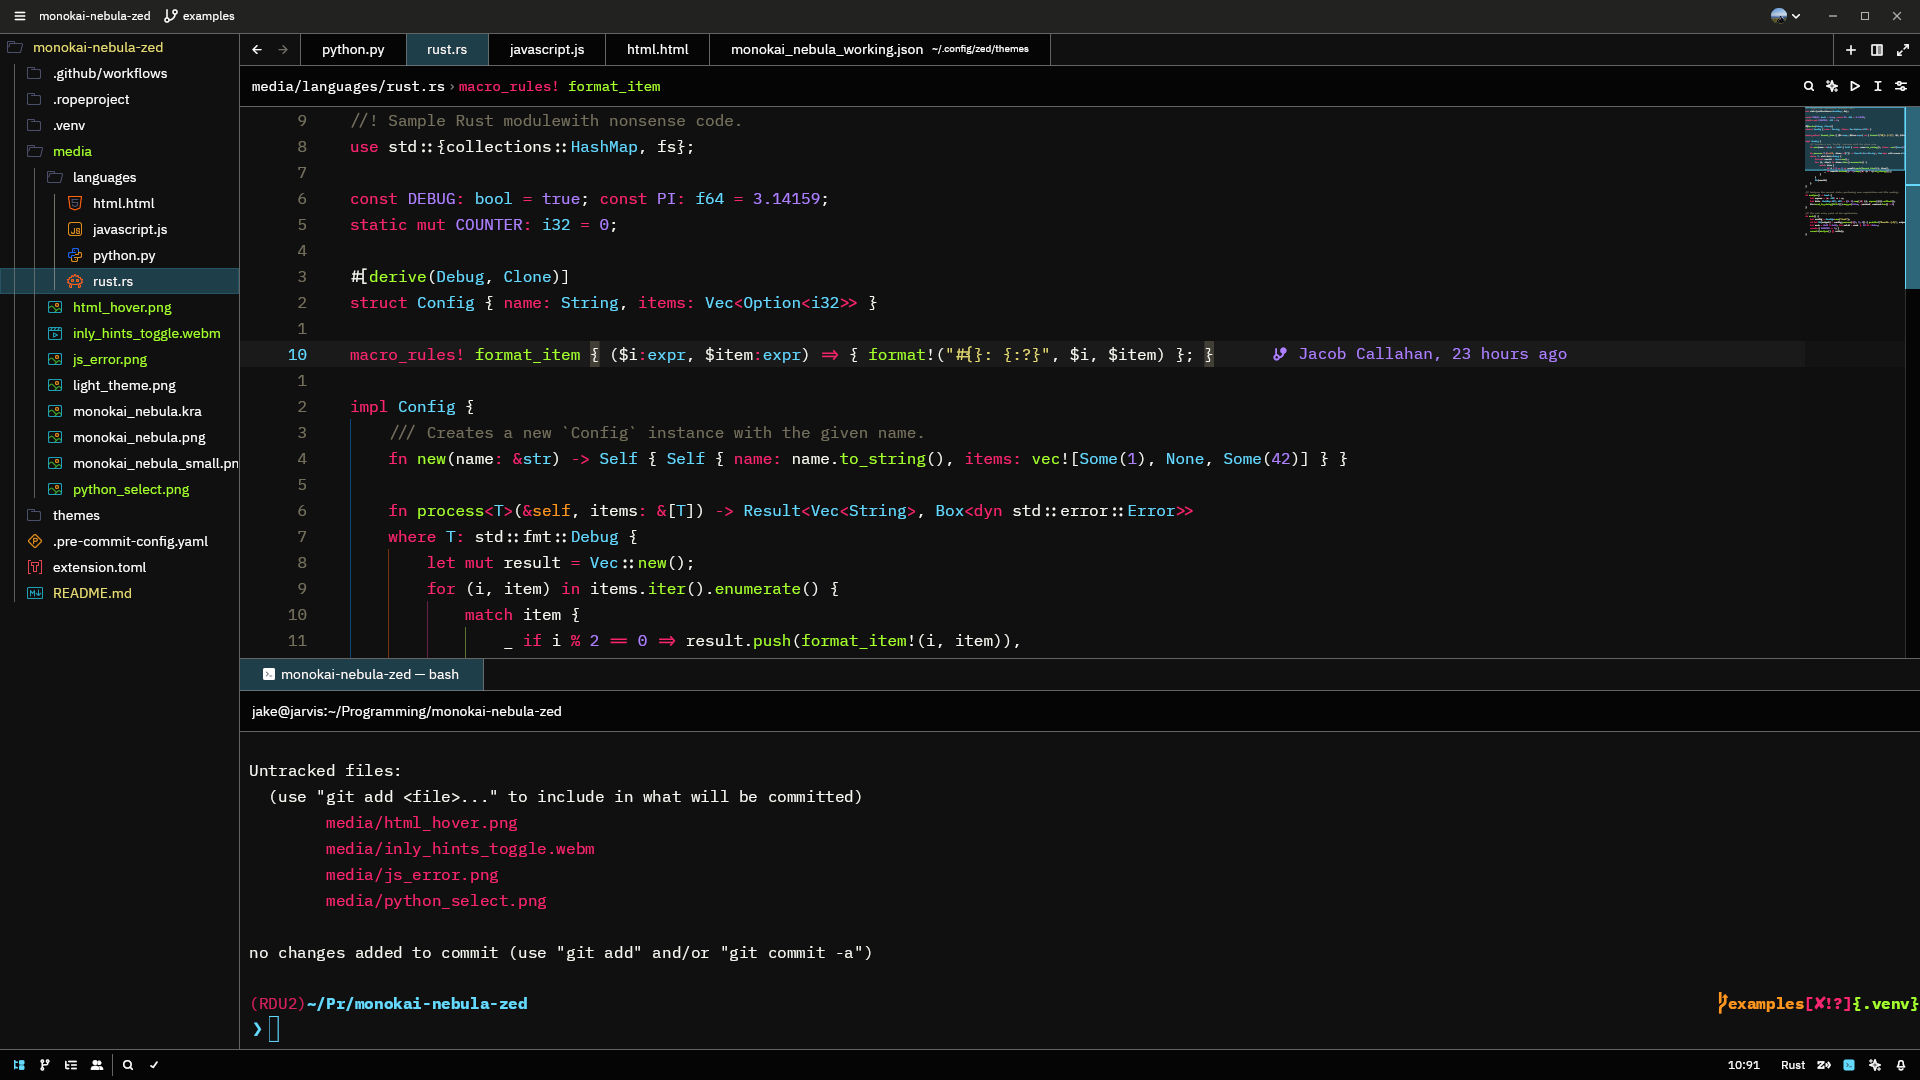 monokai-nebula-zed examples
monokai-nebula-zed
.github/workflows
.ropeproject
.venv
media
languages
html.html
javascript.js
python.py
rust.rs
html_hover.png
inly_hints_toggle.webm
js_error.png
light_theme.png
monokai_nebula.kra
monokai_nebula.png
monokai_nebula_small.pn
python_select.png
themes
.pre-commit-config.yaml
extension.toml
README.md
python.py rust.rs javascript.js html.html monokai_nebula_working.json ~/.config/zed/themes
media/languages/rust.rs › macro_rules! format_item
9 //! Sample Rust modulewith nonsense code.
8 use std::{collections::HashMap, fs};
7
6 const DEBUG: bool = true; const PI: f64 = 3.14159;
5 static mut COUNTER: i32 = 0;
4
3 #[derive(Debug, Clone)]
2 struct Config { name: String, items: Vec<Option<i32>> }
1
10 macro_rules! format_item { ($i:expr, $item:expr) => { format!("#{}: {:?}", $i, $item) }; } Jacob Callahan, 23 hours ago
1
2 impl Config {
3 /// Creates a new `Config` instance with the given name.
4 fn new(name: &str) -> Self { Self { name: name.to_string(), items: vec![Some(1), None, Some(42)] } }
5
6 fn process<T>(&self, items: &[T]) -> Result<Vec<String>, Box<dyn std::error::Error>>
7 where T: std::fmt::Debug {
8 let mut result = Vec::new();
9 for (i, item) in items.iter().enumerate() {
10 match item {
11 _ if i % 2 == 0 => result.push(format_item!(i, item)),
monokai-nebula-zed — bash
jake@jarvis:~/Programming/monokai-nebula-zed
Untracked files:
(use "git add <file>..." to include in what will be committed)
media/html_hover.png
media/inly_hints_toggle.webm
media/js_error.png
media/python_select.png
no changes added to commit (use "git add" and/or "git commit -a")
(RDU2)~/Pr/monokai-nebula-zed examples[✘!?]{.venv}
❯
10:91 Rust